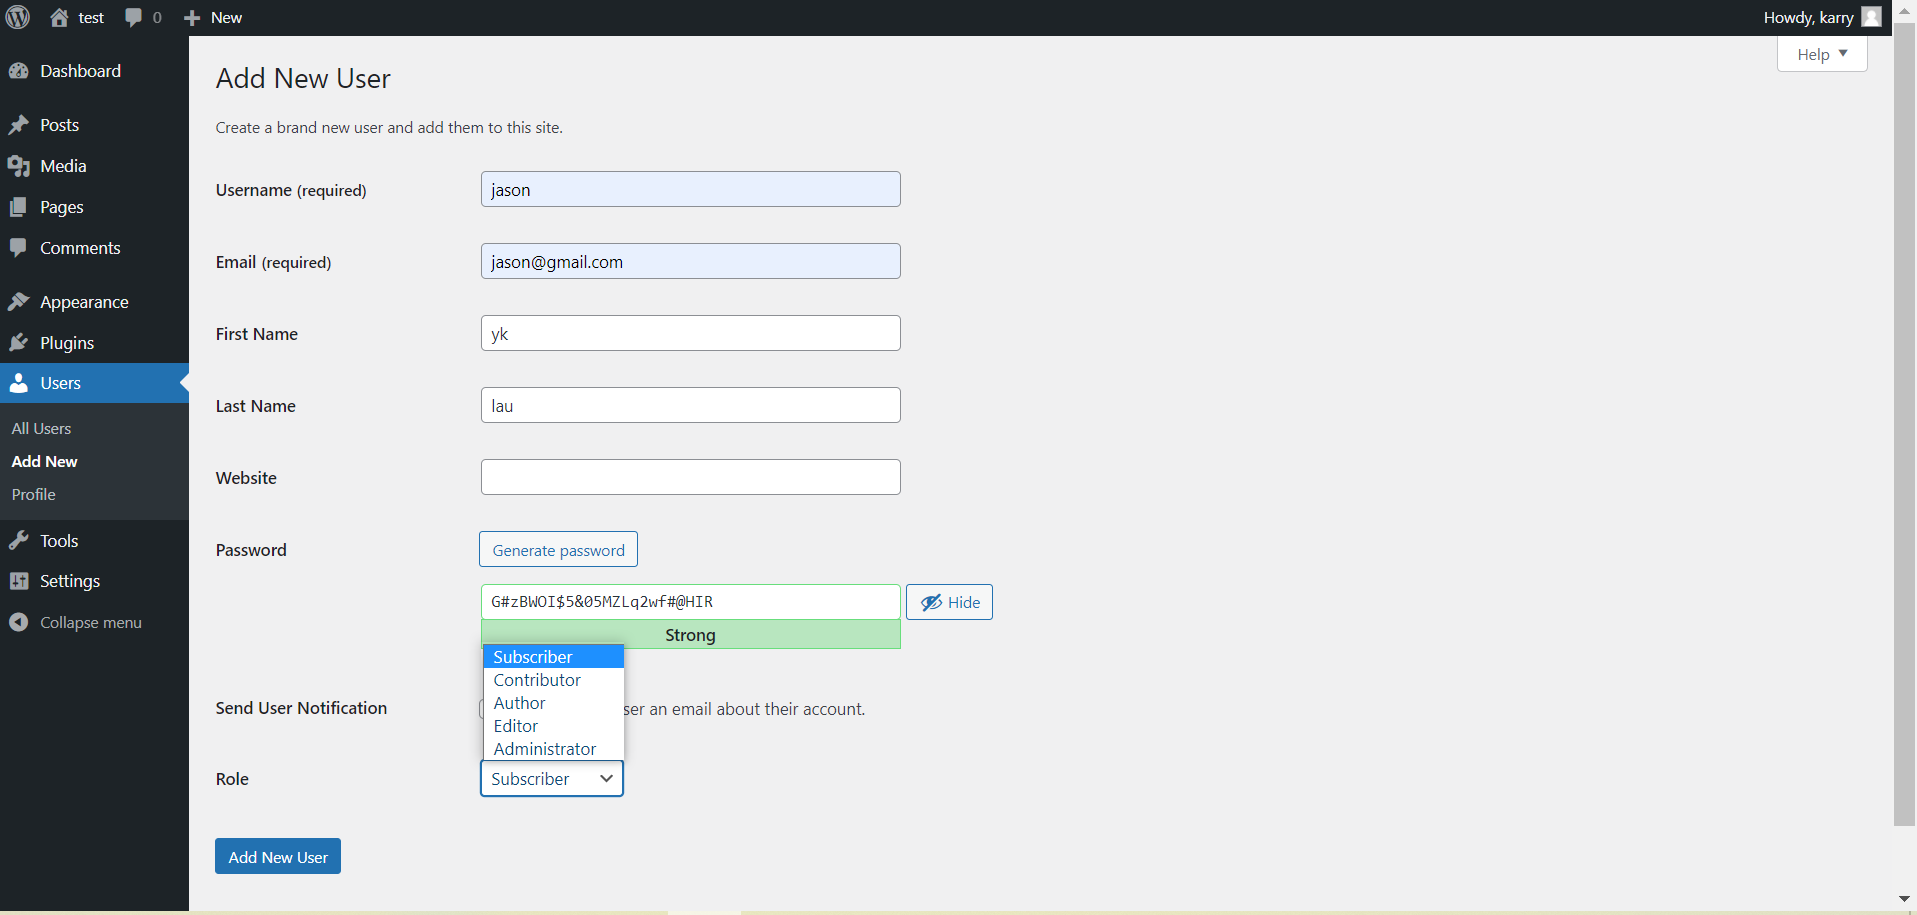 test 0 New Howdy, karry
Help
Dashboard
Posts
Media
Pages
Comments
Appearance
Plugins
Users
All Users
Add New
Profile
Tools
Settings
Collapse menu
Add New User
Create a brand new user and add them to this site.
Username (required) jason
Email (required) jason@gmail.com
First Name yk
Last Name lau
Website
Password Generate password
G#zBWOI$5&05MZLq2wf#@HIR Hide
Strong
Subscriber
Contributor
Author
Editor
Administrator
Send User Notification ser an email about their account.
Role Subscriber
Add New User